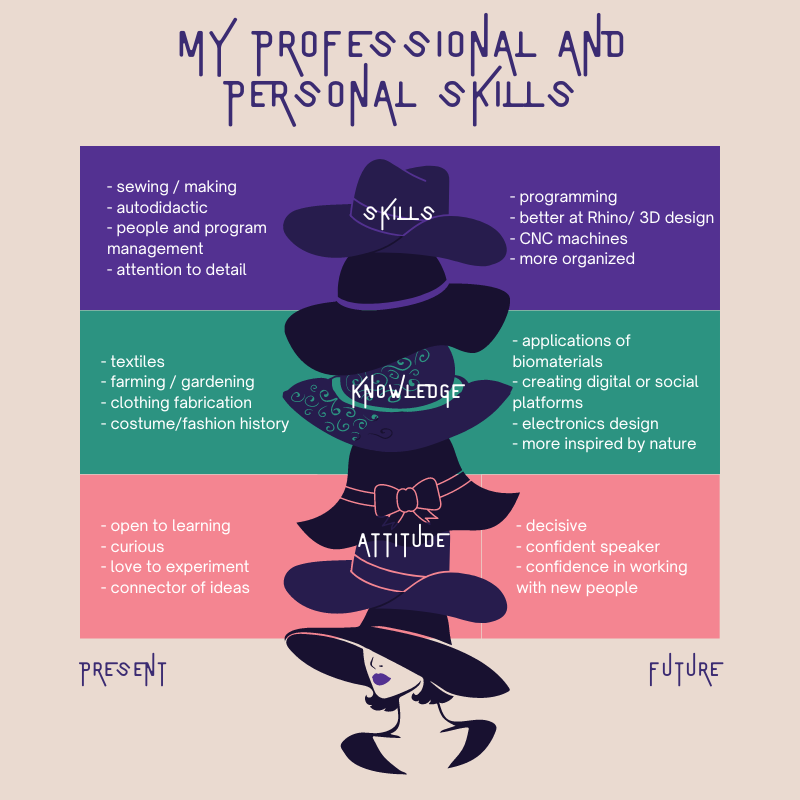 MY PROFESSIONAL AND
PERSONAL SKILLS
SKILLS
- sewing / making
- autodidactic
- people and program
management
- attention to detail
- programming
- better at Rhino/ 3D design
- CNC machines
- more organized
KNOWLEDGE
- textiles
- farming / gardening
- clothing fabrication
- costume/fashion history
- applications of
biomaterials
- creating digital or social
platforms
- electronics design
- more inspired by nature
ATTITUDE
- open to learning
- curious
- love to experiment
- connector of ideas
- decisive
- confident speaker
- confidence in working
with new people
PRESENT
FUTURE